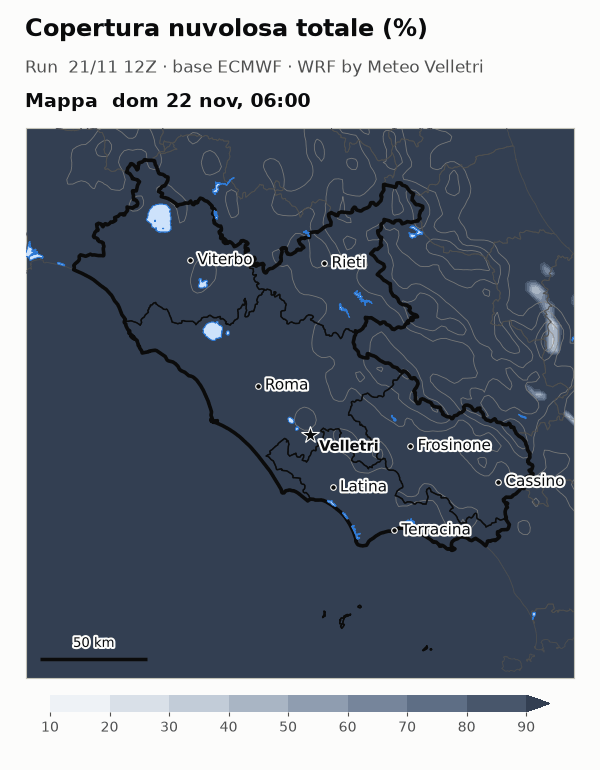 Copertura nuvolosa totale (%)
Run 21/11 12Z · base ECMWF · WRF by Meteo Velletri
Mappa dom 22 nov, 06:00
Viterbo
Rieti
Roma
Velletri
Frosinone
Latina
Cassino
Terracina
50 km
10 20 30 40 50 60 70 80 90